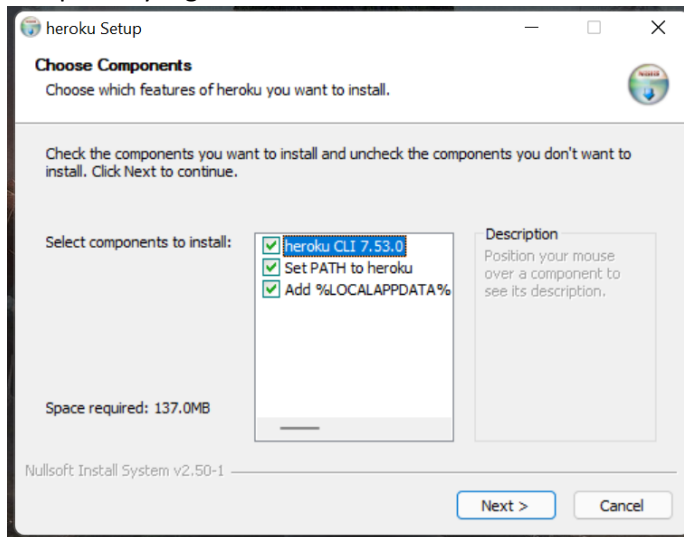 heroku Setup
Choose Components
Choose which features of heroku you want to install.
Check the components you want to install and uncheck the components you don't want to
install. Click Next to continue.
Select components to install:
heroku CLI 7.53.0
Set PATH to heroku
Add %LOCALAPPDATA%
Description
Position your mouse
over a component to
see its description.
Space required: 137.0MB
Nullsoft Install System v2.50-1
Next >
Cancel